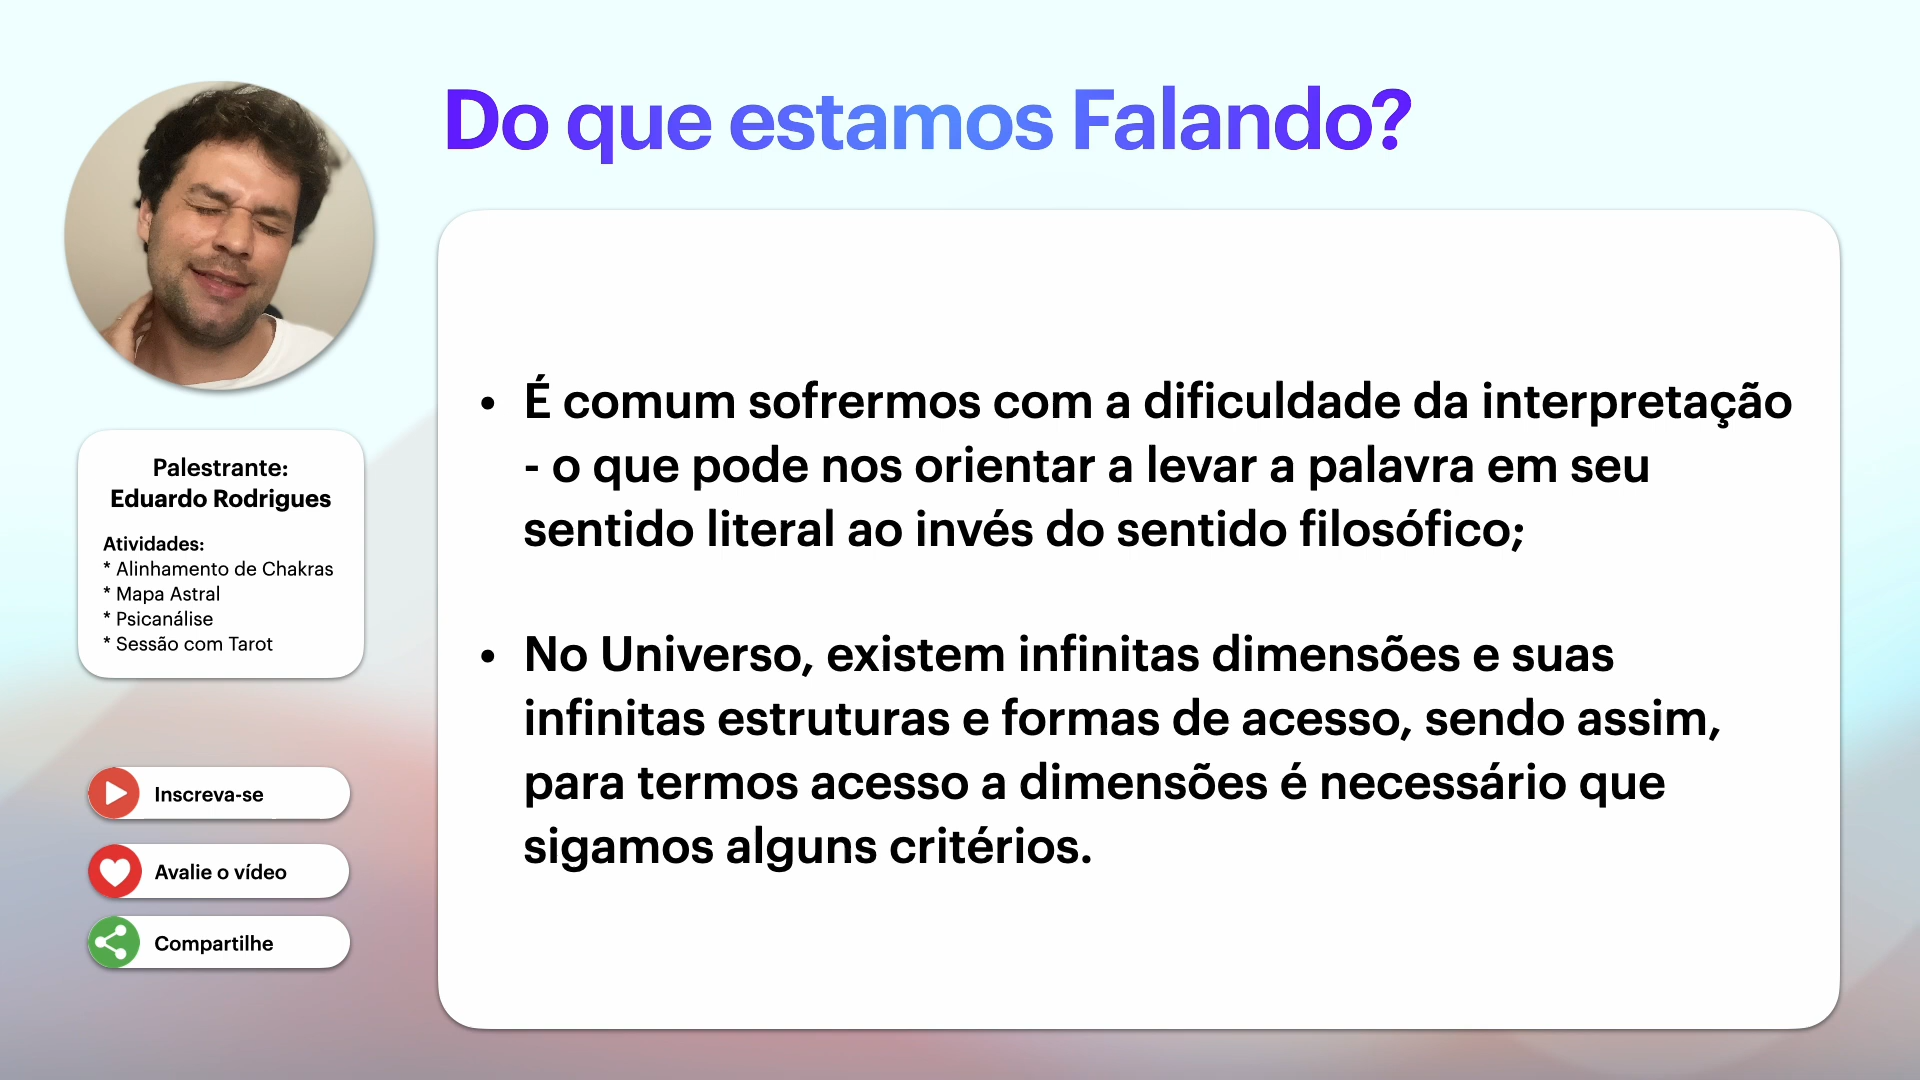 Do que estamos Falando?
Palestrante:
Eduardo Rodrigues
Atividades:
* Alinhamento de Chakras
* Mapa Astral
* Psicanálise
* Sessão com Tarot
Inscreva-se
Avalie o vídeo
Compartilhe
• É comum sofrermos com a dificuldade da interpretação
- o que pode nos orientar a levar a palavra em seu
sentido literal ao invés do sentido filosófico;
• No Universo, existem infinitas dimensões e suas
infinitas estruturas e formas de acesso, sendo assim,
para termos acesso a dimensões é necessário que
sigamos alguns critérios.